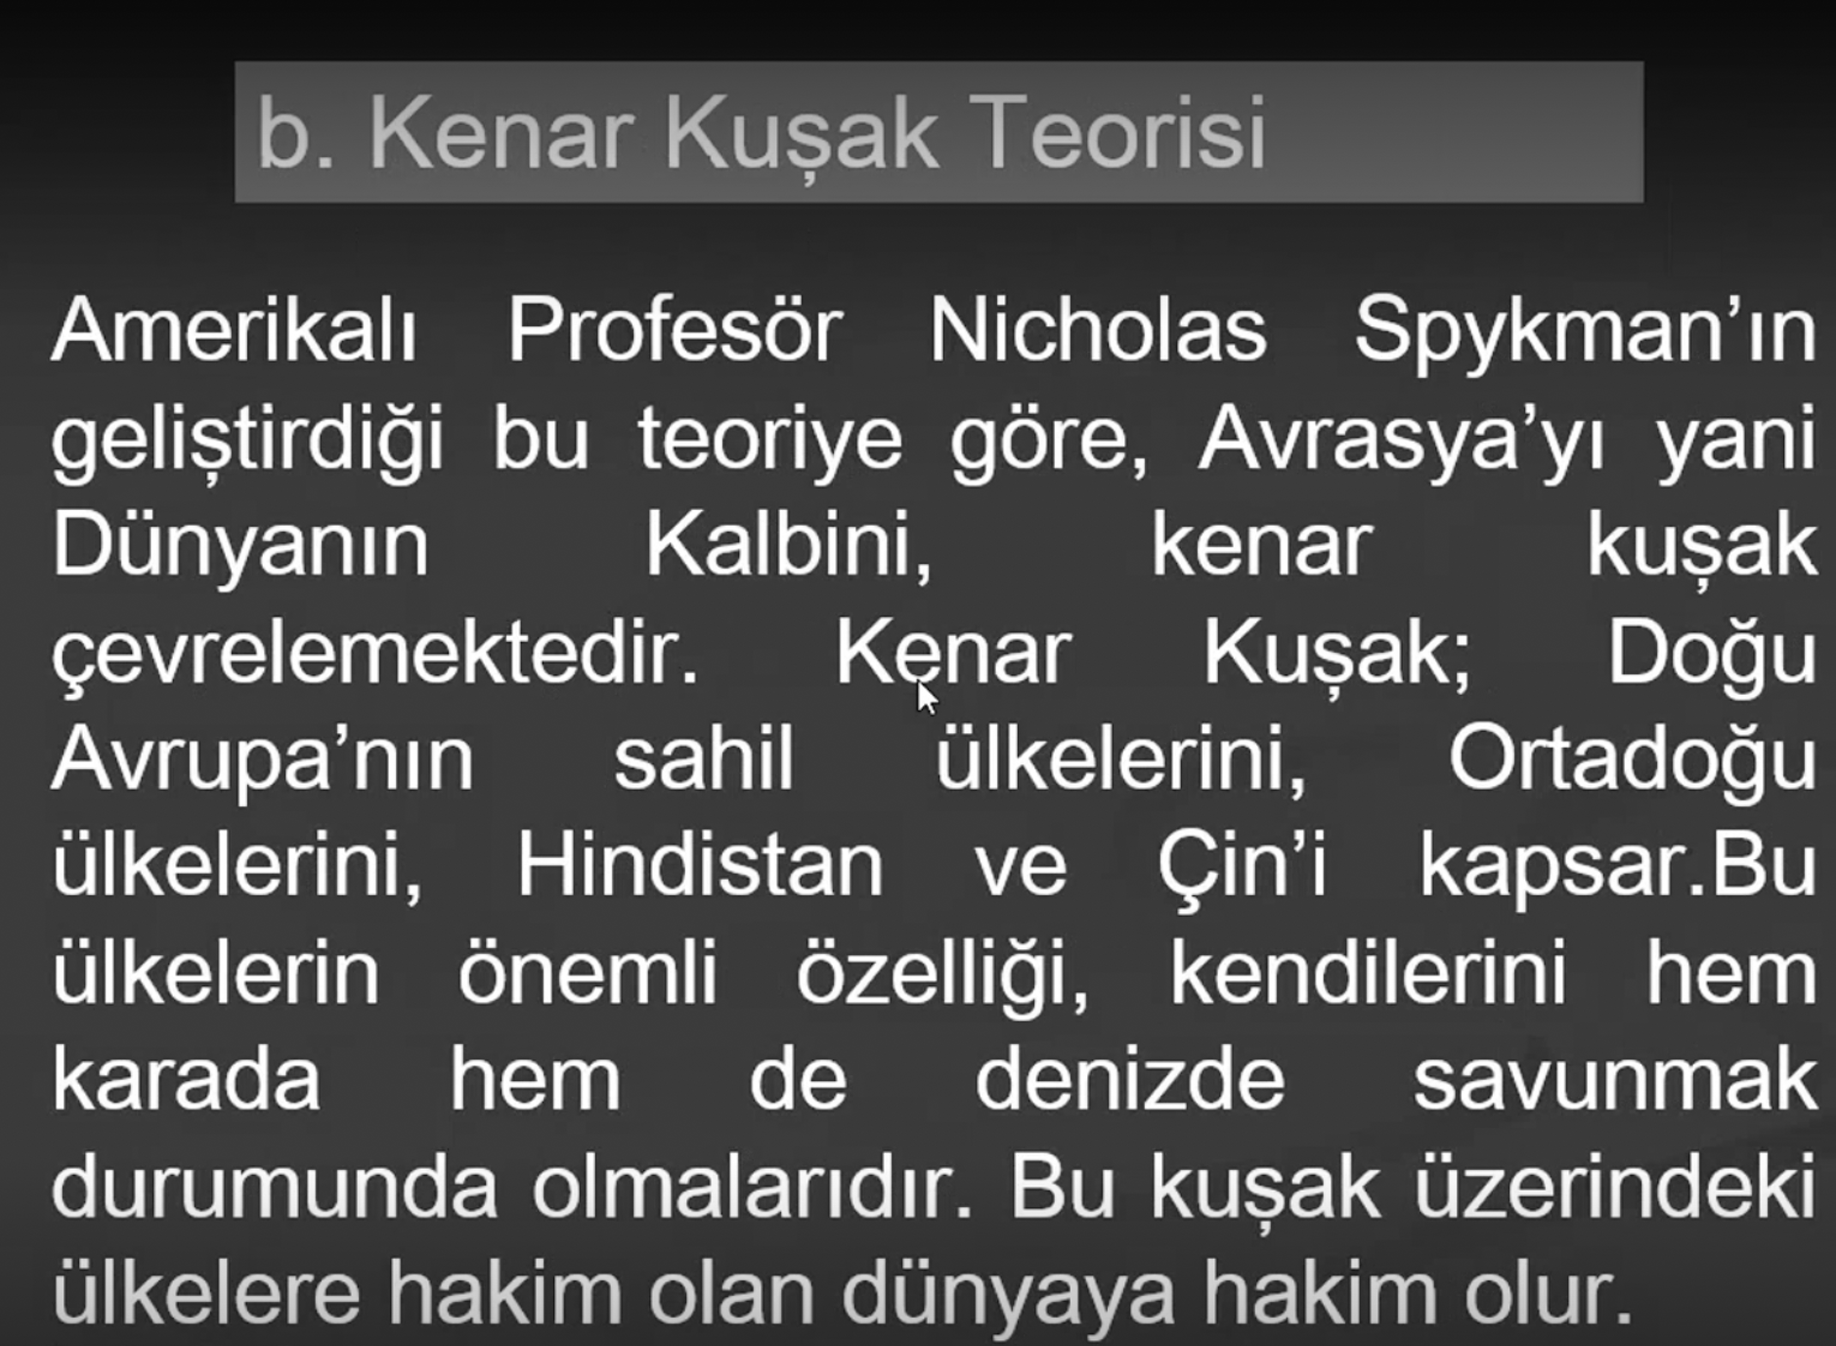 b. Kenar Kuşak Teorisi
Amerikalı Profesör Nicholas Spykman’ın
geliştirdiği bu teoriye göre, Avrasya’yı yani
Dünyanın Kalbini, kenar kuşak
çevrelemektedir. Kenar Kuşak; Doğu
Avrupa’nın sahil ülkelerini, Ortadoğu
ülkelerini, Hindistan ve Çin’i kapsar.Bu
ülkelerin önemli özelliği, kendilerini hem
karada hem de denizde savunmak
durumunda olmalarıdır. Bu kuşak üzerindeki
ülkelere hakim olan dünyaya hakim olur.